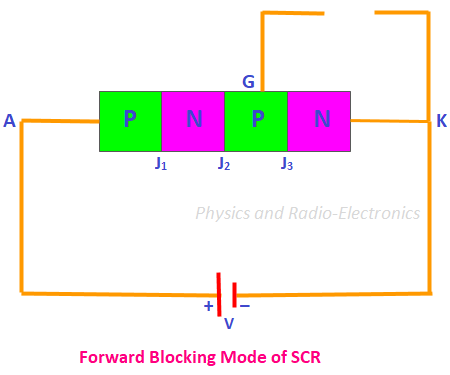 G
A P N P N K
J1 J2 J3
Physics and Radio-Electronics
+ −
V
Forward Blocking Mode of SCR